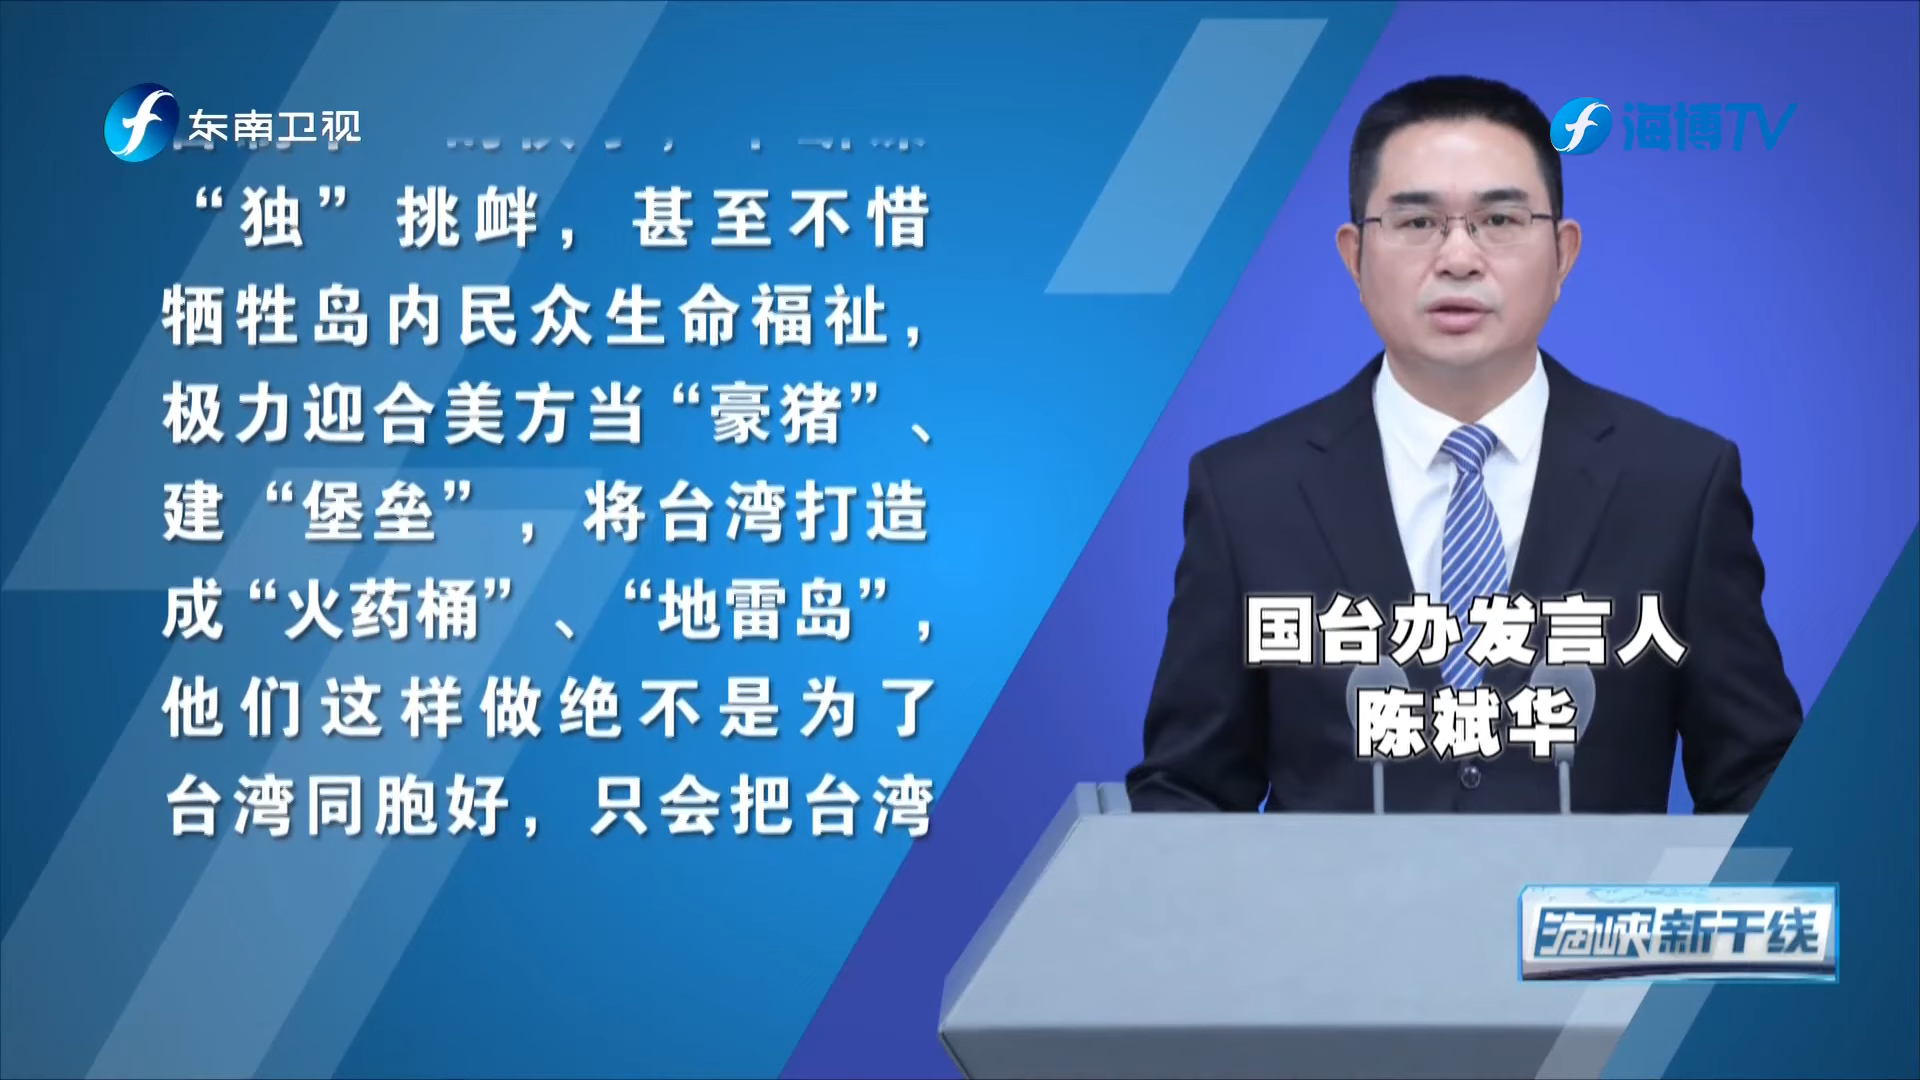 东南卫视
海博TV
“独”挑衅，甚至不惜
牺牲岛内民众生命福祉，
极力迎合美方当“豪猪”、
建“堡垒”，将台湾打造
成“火药桶”、“地雷岛”，
他们这样做绝不是为了
台湾同胞好，只会把台湾
国台办发言人
陈斌华
海峡新干线